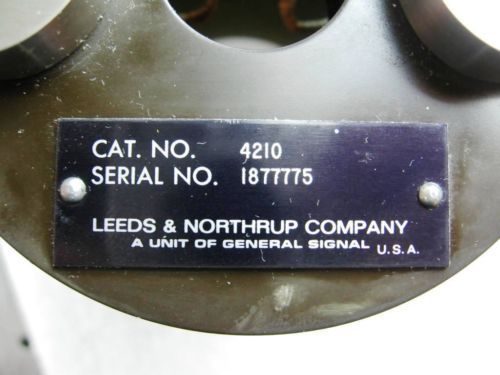 CAT. NO. 4210
SERIAL NO. 1877775
LEEDS & NORTHRUP COMPANY
A UNIT OF GENERAL SIGNAL U.S.A.